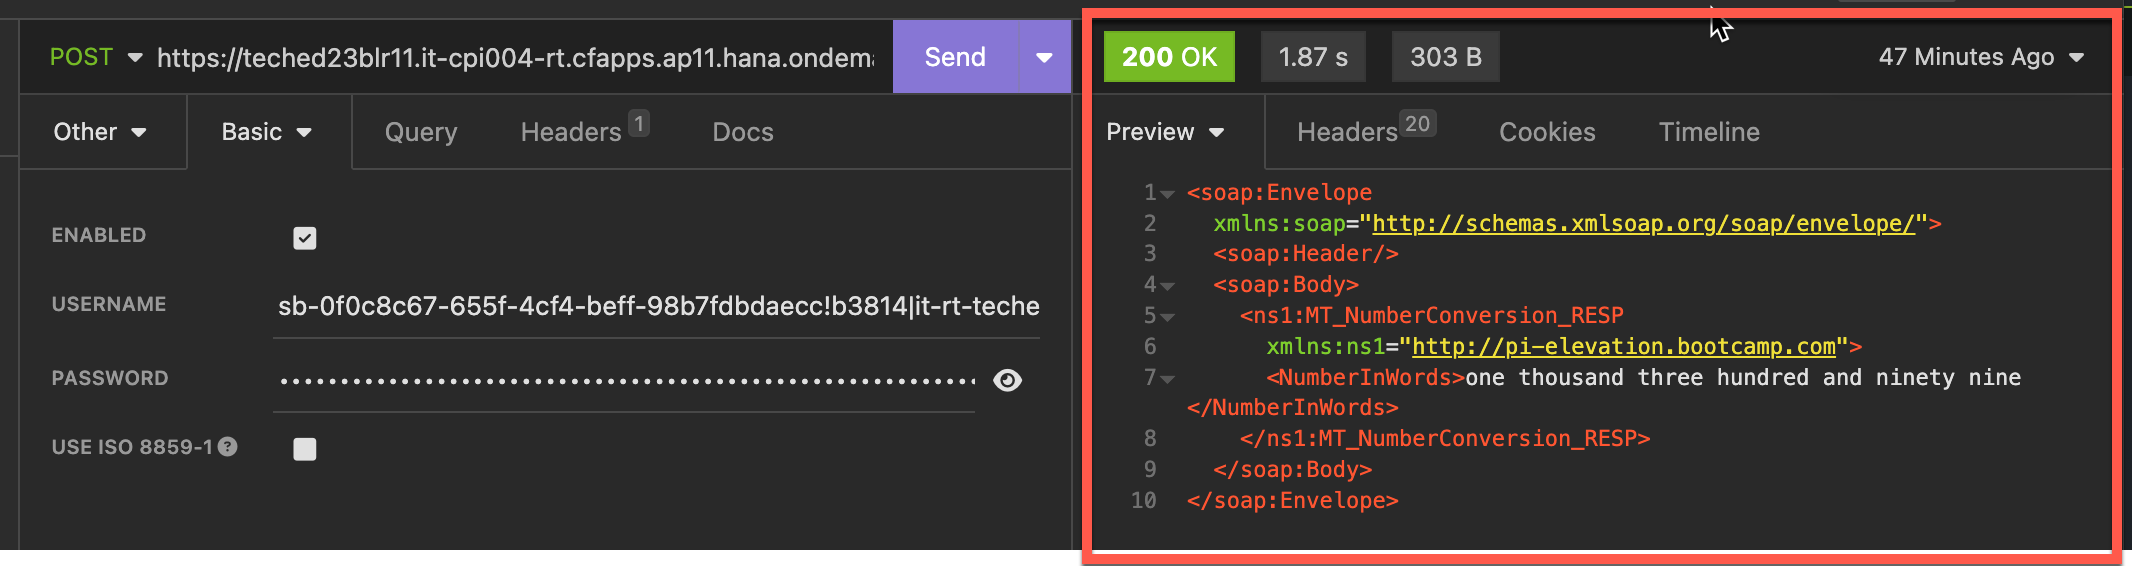 POST https://teched23blr11.it-cpi004-rt.cfapps.ap11.hana.ondema Send
Other Basic Query Headers 1 Docs
ENABLED
USERNAME sb-0f0c8c67-655f-4cf4-beff-98b7fdbdaecc!b3814|it-rt-teche
PASSWORD ••••••••••••••••••••••••••••••••••••••••••••••
USE ISO 8859-1 ?
200 OK 1.87 s 303 B 47 Minutes Ago
Preview Headers 20 Cookies Timeline
1 <soap:Envelope
2 xmlns:soap="http://schemas.xmlsoap.org/soap/envelope/">
3 <soap:Header/>
4 <soap:Body>
5 <ns1:MT_NumberConversion_RESP
6 xmlns:ns1="http://pi-elevation.bootcamp.com">
7 <NumberInWords>one thousand three hundred and ninety nine
</NumberInWords>
8 </ns1:MT_NumberConversion_RESP>
9 </soap:Body>
10 </soap:Envelope>